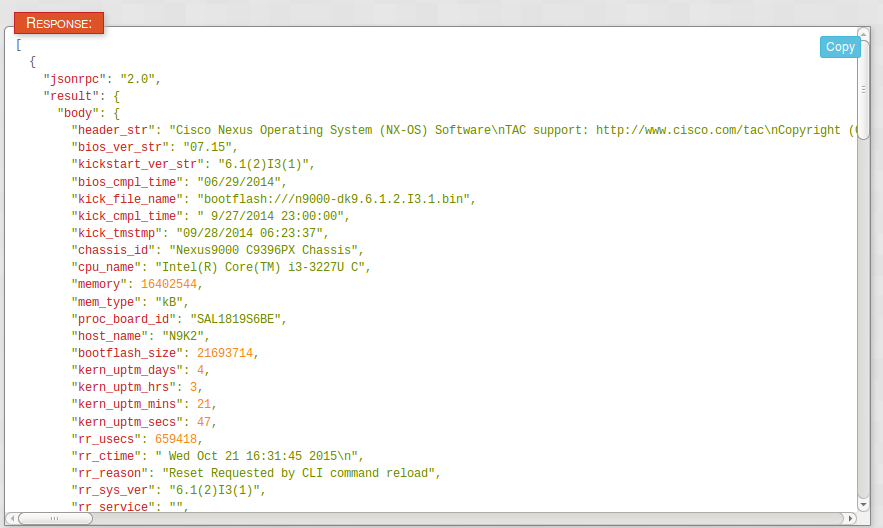 RESPONSE:
Copy
[
{
"jsonrpc": "2.0",
"result": {
"body": {
"header_str": "Cisco Nexus Operating System (NX-OS) Software\nTAC support: http://www.cisco.com/tac\nCopyright (
"bios_ver_str": "07.15",
"kickstart_ver_str": "6.1(2)I3(1)",
"bios_cmpl_time": "06/29/2014",
"kick_file_name": "bootflash:///n9000-dk9.6.1.2.I3.1.bin",
"kick_cmpl_time": " 9/27/2014 23:00:00",
"kick_tmstmp": "09/28/2014 06:23:37",
"chassis_id": "Nexus9000 C9396PX Chassis",
"cpu_name": "Intel(R) Core(TM) i3-3227U C",
"memory": 16402544,
"mem_type": "kB",
"proc_board_id": "SAL1819S6BE",
"host_name": "N9K2",
"bootflash_size": 21693714,
"kern_uptm_days": 4,
"kern_uptm_hrs": 3,
"kern_uptm_mins": 21,
"kern_uptm_secs": 47,
"rr_usecs": 659418,
"rr_ctime": " Wed Oct 21 16:31:45 2015\n",
"rr_reason": "Reset Requested by CLI command reload",
"rr_sys_ver": "6.1(2)I3(1)",
"rr_service": "",